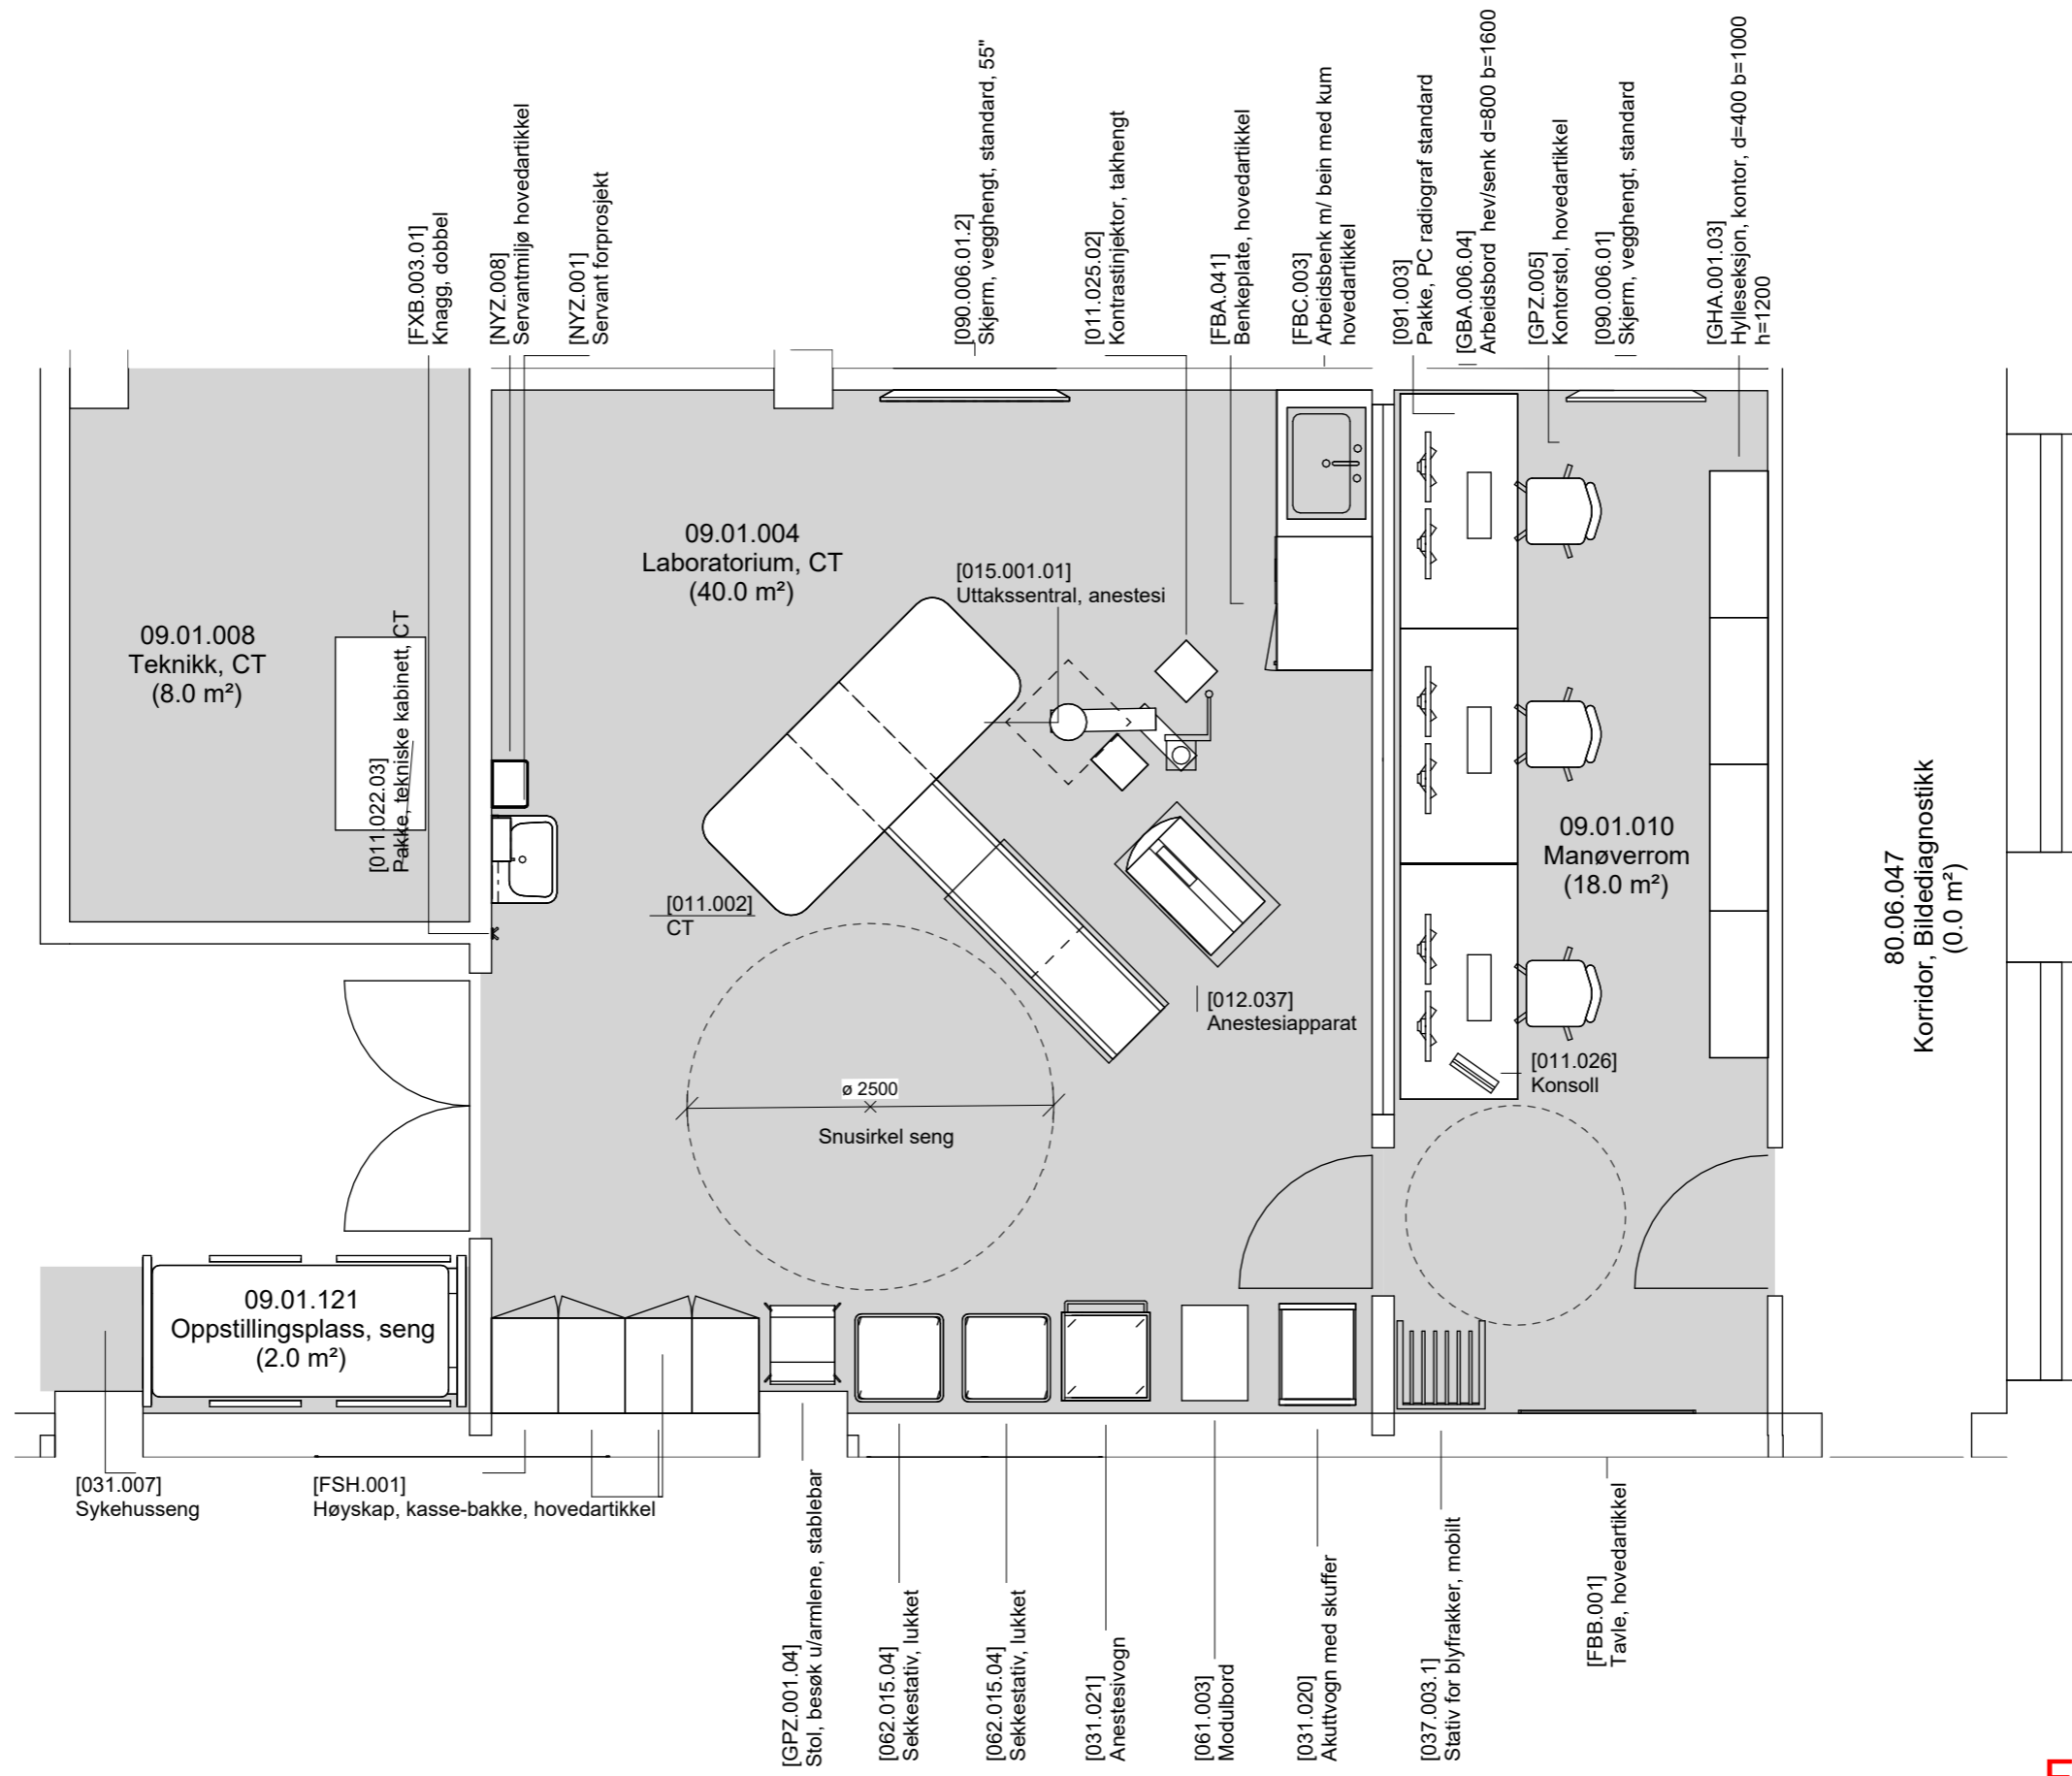 [FXB.003.01]
Knagg, dobbel
[NYZ.008]
Servantmiljø hovedartikkel
[NYZ.001]
Servant forprosjekt
[090.006.01.2]
Skjerm, vegghengt, standard, 55"
[011.025.02]
Kontrastinjektor, takhengt
[FBA.041]
Benkeplate, hovedartikkel
[FBC.003]
Arbeidsbenk m/ bein med kum
hovedartikkel
[091.003]
Pakke, PC radiograf standard
[GBA.006.04]
Arbeidsbord hev/senk d=800 b=1600
[GPZ.005]
Kontorstol, hovedartikkel
[090.006.01]
Skjerm, vegghengt, standard
[GHA.001.03]
Hylleseksjon, kontor, d=400 b=1000
h=1200
09.01.004
Laboratorium, CT
(40.0 m²)
[015.001.01]
Uttakssentral, anestesi
09.01.008
Teknikk, CT
(8.0 m²)
[011.022.03]
Pakke, tekniske kabinett, CT
[011.002]
CT
09.01.010
Manøverrom
(18.0 m²)
80.06.047
Korridor, Bildediagnostikk
(0.0 m²)
[012.037]
Anestesiapparat
[011.026]
Konsoll
ø 2500
Snusirkel seng
09.01.121
Oppstillingsplass, seng
(2.0 m²)
[031.007]
Sykehusseng
[FSH.001]
Høyskap, kasse-bakke, hovedartikkel
[GPZ.001.04]
Stol, besøk u/armlene, stablebar
[062.015.04]
Sekkestativ, lukket
[062.015.04]
Sekkestativ, lukket
[031.021]
Anestesivogn
[061.003]
Modulbord
[031.020]
Akuttvogn med skuffer
[037.003.1]
Stativ for blyfrakker, mobilt
[FBB.001]
Tavle, hovedartikkel